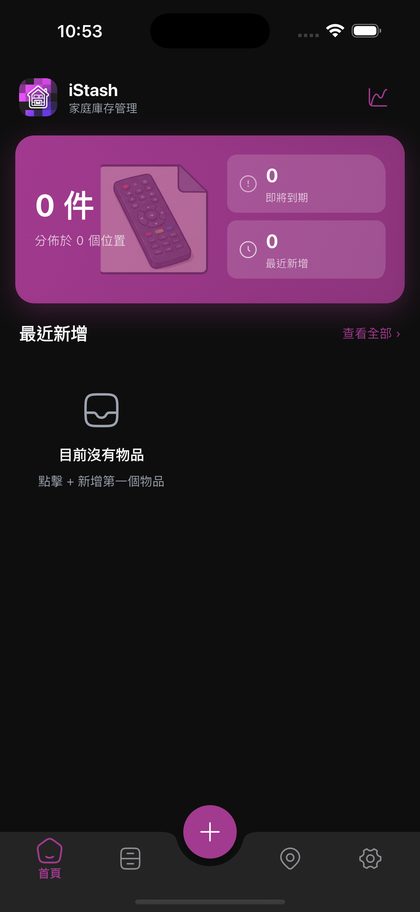 10:53
iStash
家庭庫存管理
0 件
分佈於 0 個位置
0
即將到期
0
最近新增
最近新增
查看全部 ›
目前沒有物品
點擊 + 新增第一個物品
首頁